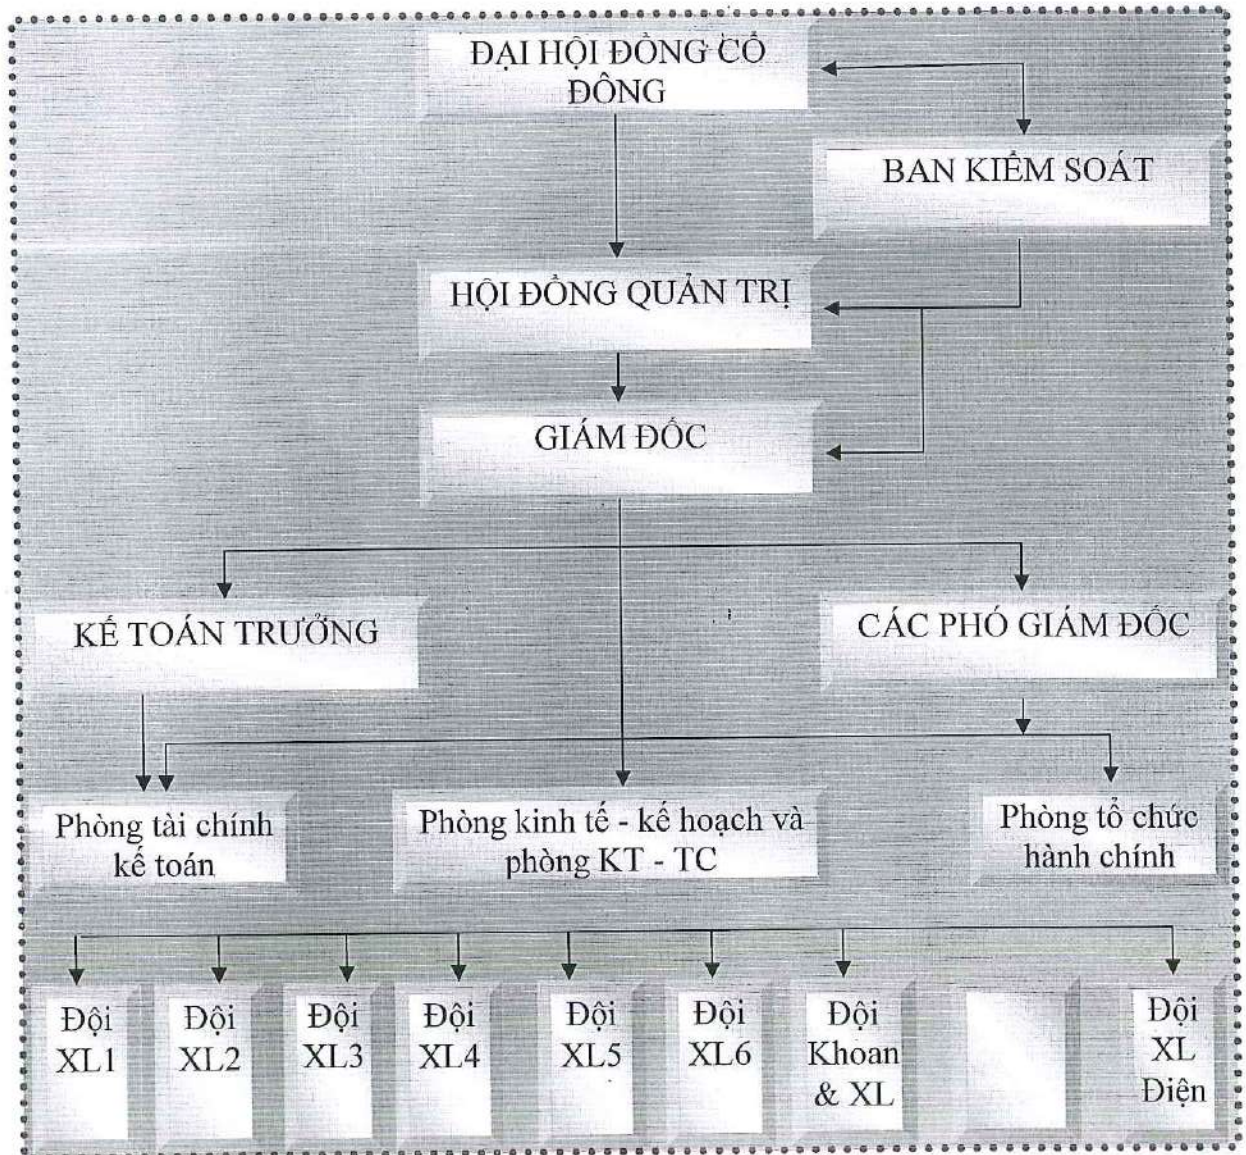 ĐẠI HỘI ĐỒNG CỔ
ĐÔNG
BAN KIỂM SOÁT
HỘI ĐỒNG QUẢN TRỊ
GIÁM ĐỐC
KẾ TOÁN TRƯỞNG
CÁC PHÓ GIÁM ĐỐC
Phòng tài chính
kế toán
Phòng kinh tế - kế hoạch và
phòng KT - TC
Phòng tổ chức
hành chính
Đội
XL1
Đội
XL2
Đội
XL3
Đội
XL4
Đội
XL5
Đội
XL6
Đội
Khoan
& XL
Đội
XL
Điện